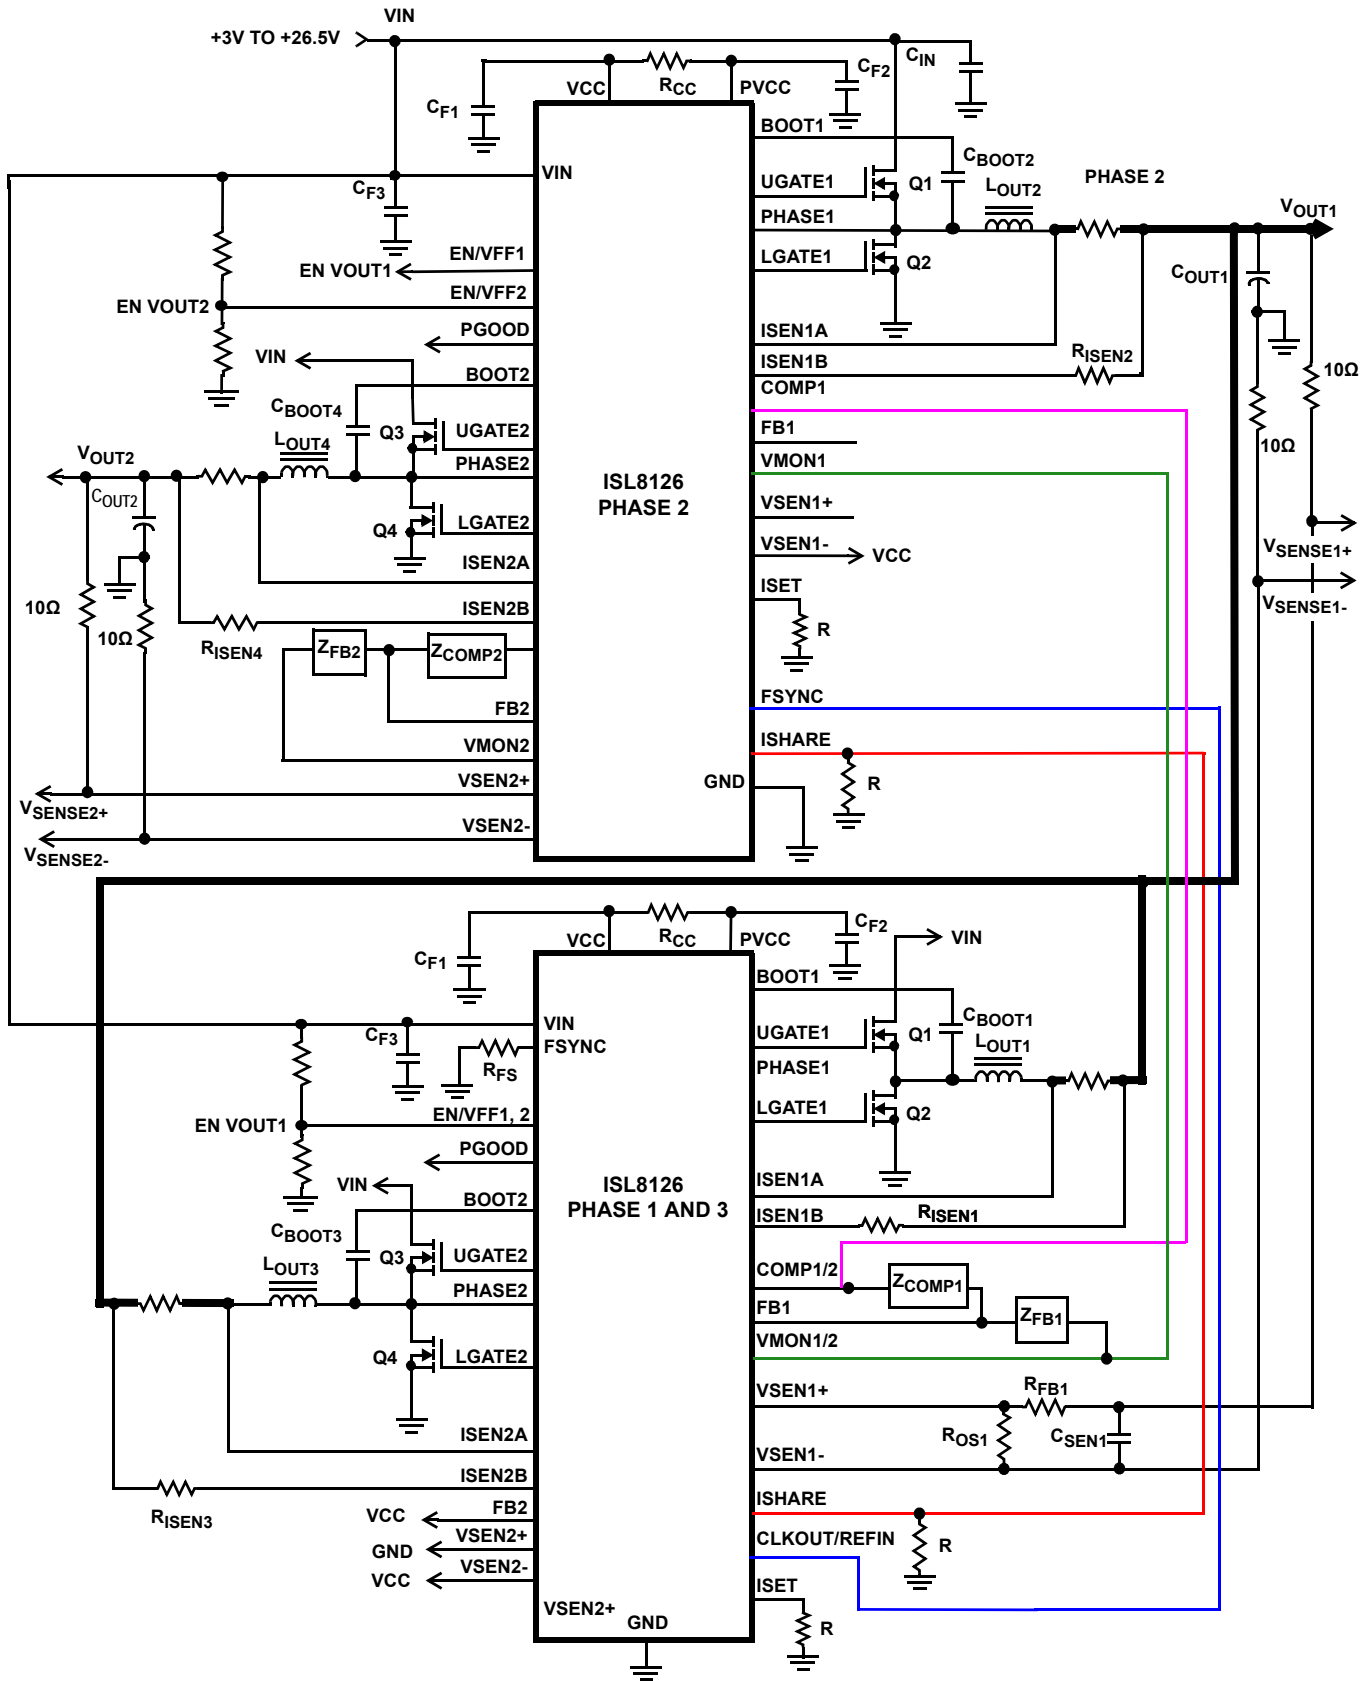 VIN
+3V TO +26.5V
CF1
VCC
RCC
PVCC
CF2
CIN
BOOT1
CBOOT2
LOUT2
PHASE 2
VIN
CF3
UGATE1
Q1
PHASE1
VOUT1
EN/VFF1
EN VOUT1
LGATE1
Q2
COUT1
EN VOUT2
EN/VFF2
PGOOD
ISEN1A
VIN
ISEN1B
RISEN2
10Ω
BOOT2
COMP1
CBOOT4
Q3
UGATE2
FB1
10Ω
LOUT4
VOUT2
PHASE2
VMON1
ISL8126
PHASE 2
COUT2
Q4
LGATE2
VSEN1+
VSEN1-
VCC
VSENSE1+
ISEN2A
ISET
VSENSE1-
10Ω
ISEN2B
R
10Ω
RISEN4
ZFB2
ZCOMP2
FB2
FSYNC
VMON2
ISHARE
VSEN2+
GND
R
VSENSE2+
VSEN2-
VSENSE2-
CF1
VCC
RCC
PVCC
CF2
VIN
BOOT1
VIN
CF3
FSYNC
RFS
UGATE1
Q1
CBOOT1
LOUT1
PHASE1
EN VOUT1
EN/VFF1, 2
LGATE1
Q2
PGOOD
VIN
ISL8126
PHASE 1 AND 3
ISEN1A
BOOT2
ISEN1B
RISEN1
CBOOT3
Q3
UGATE2
LOUT3
COMP1/2
ZCOMP1
PHASE2
FB1
ZFB1
VMON1/2
Q4
LGATE2
VSEN1+
RFB1
ISEN2A
ROS1
CSEN1
VSEN1-
ISEN2B
RISEN3
ISHARE
FB2
VCC
VSEN2+
GND
CLKOUT/REFIN
R
VSEN2-
VCC
ISET
VSEN2+
GND
R